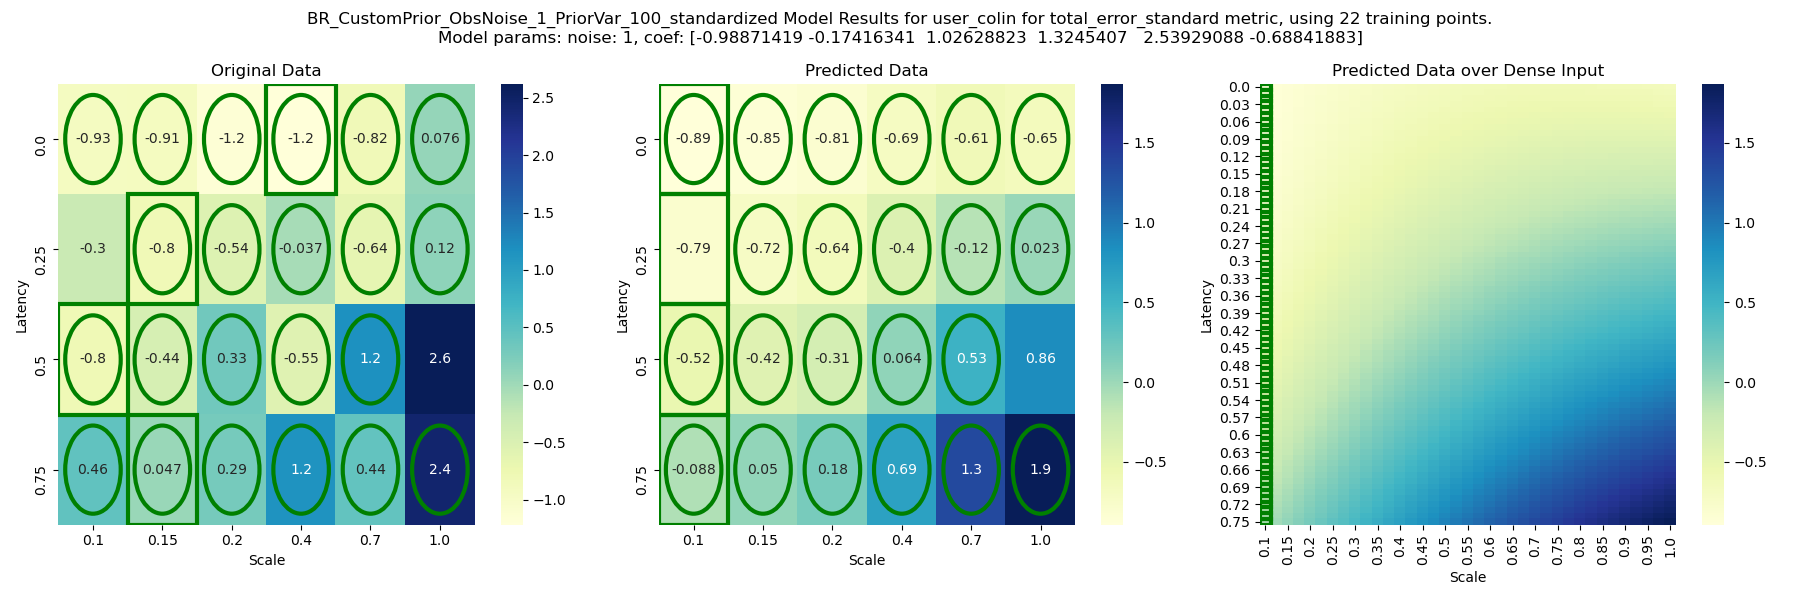 BR_CustomPrior_ObsNoise_1_PriorVar_100_standardized Model Results for user_colin for total_error_standard metric, using 22 training points.
Model params: noise: 1, coef: [-0.98871419 -0.17416341  1.02628823  1.3245407   2.53929088 -0.68841883]
Original Data
Latency
0.0
0.25
0.5
0.75
-0.93 -0.91 -1.2 -1.2 -0.82 0.076
-0.3 -0.8 -0.54 -0.037 -0.64 0.12
-0.8 -0.44 0.33 -0.55 1.2 2.6
0.46 0.047 0.29 1.2 0.44 2.4
0.1 0.15 0.2 0.4 0.7 1.0
Scale
2.5
2.0
1.5
1.0
0.5
0.0
−0.5
−1.0
Predicted Data
Latency
0.0
0.25
0.5
0.75
-0.89 -0.85 -0.81 -0.69 -0.61 -0.65
-0.79 -0.72 -0.64 -0.4 -0.12 0.023
-0.52 -0.42 -0.31 0.064 0.53 0.86
-0.088 0.05 0.18 0.69 1.3 1.9
0.1 0.15 0.2 0.4 0.7 1.0
Scale
1.5
1.0
0.5
0.0
−0.5
Predicted Data over Dense Input
Latency
0.0
0.03
0.06
0.09
0.12
0.15
0.18
0.21
0.24
0.27
0.3
0.33
0.36
0.39
0.42
0.45
0.48
0.51
0.54
0.57
0.6
0.63
0.66
0.69
0.72
0.75
0.1 0.15 0.2 0.25 0.3 0.35 0.4 0.45 0.5 0.55 0.6 0.65 0.7 0.75 0.8 0.85 0.9 0.95 1.0
Scale
1.5
1.0
0.5
0.0
−0.5